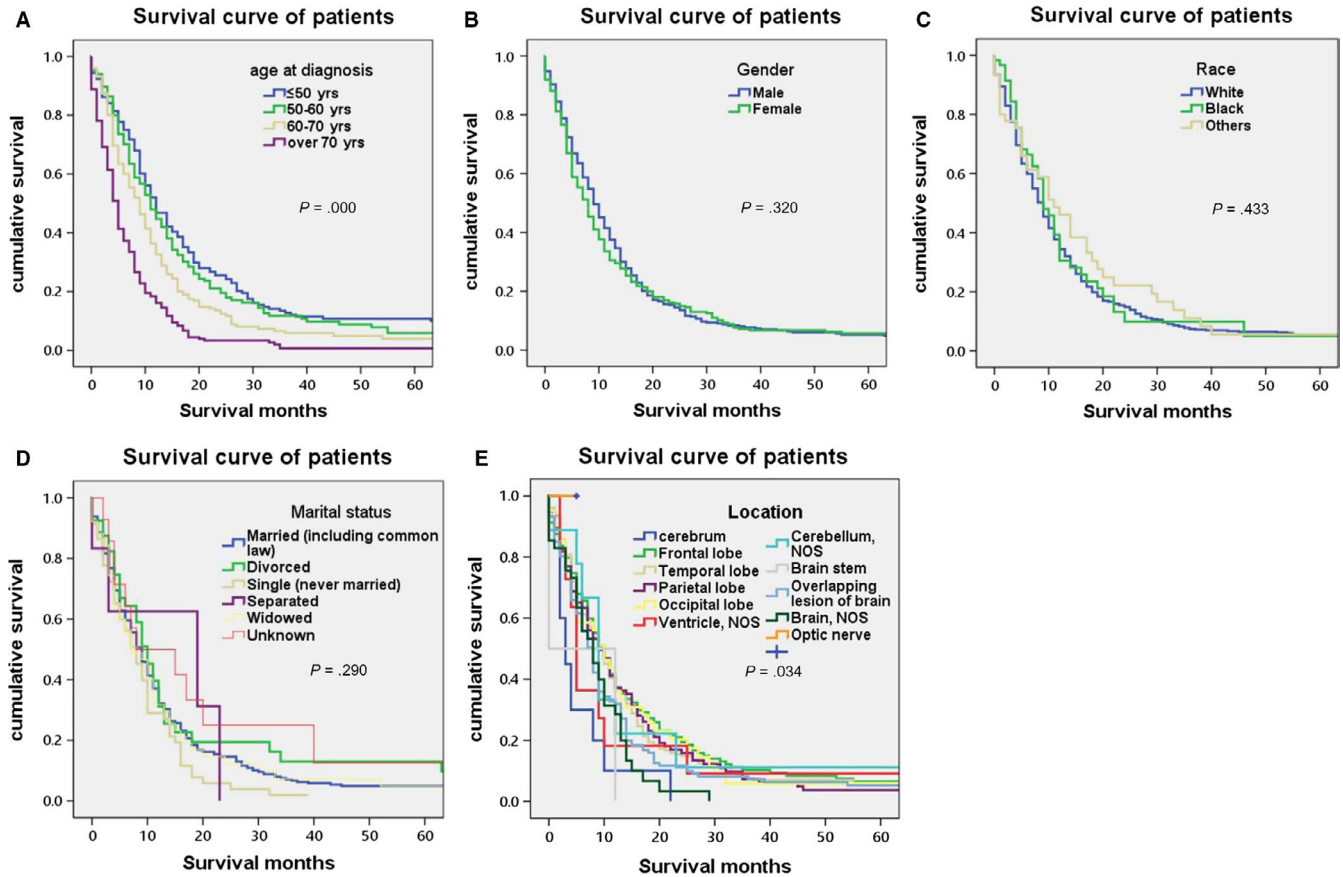 A
Survival curve of patients
cumulative survival
1.0
0.8
0.6
0.4
0.2
0.0
age at diagnosis
≤50 yrs
50-60 yrs
60-70 yrs
over 70 yrs
P = .000
0 10 20 30 40 50 60
Survival months
B
Survival curve of patients
cumulative survival
1.0
0.8
0.6
0.4
0.2
0.0
Gender
Male
Female
P = .320
0 10 20 30 40 50 60
Survival months
C
Survival curve of patients
cumulative survival
1.0
0.8
0.6
0.4
0.2
0.0
Race
White
Black
Others
P = .433
0 10 20 30 40 50 60
Survival months
D
Survival curve of patients
cumulative survival
1.0
0.8
0.6
0.4
0.2
0.0
Marital status
Married (including common
law)
Divorced
Single (never married)
Separated
Widowed
Unknown
P = .290
0 10 20 30 40 50 60
Survival months
E
Survival curve of patients
cumulative survival
1.0
0.8
0.6
0.4
0.2
0.0
Location
cerebrum
Frontal lobe
Temporal lobe
Parietal lobe
Occipital lobe
Ventricle, NOS
Cerebellum,
NOS
Brain stem
Overlapping
lesion of brain
Brain, NOS
Optic nerve
P = .034
0 10 20 30 40 50 60
Survival months